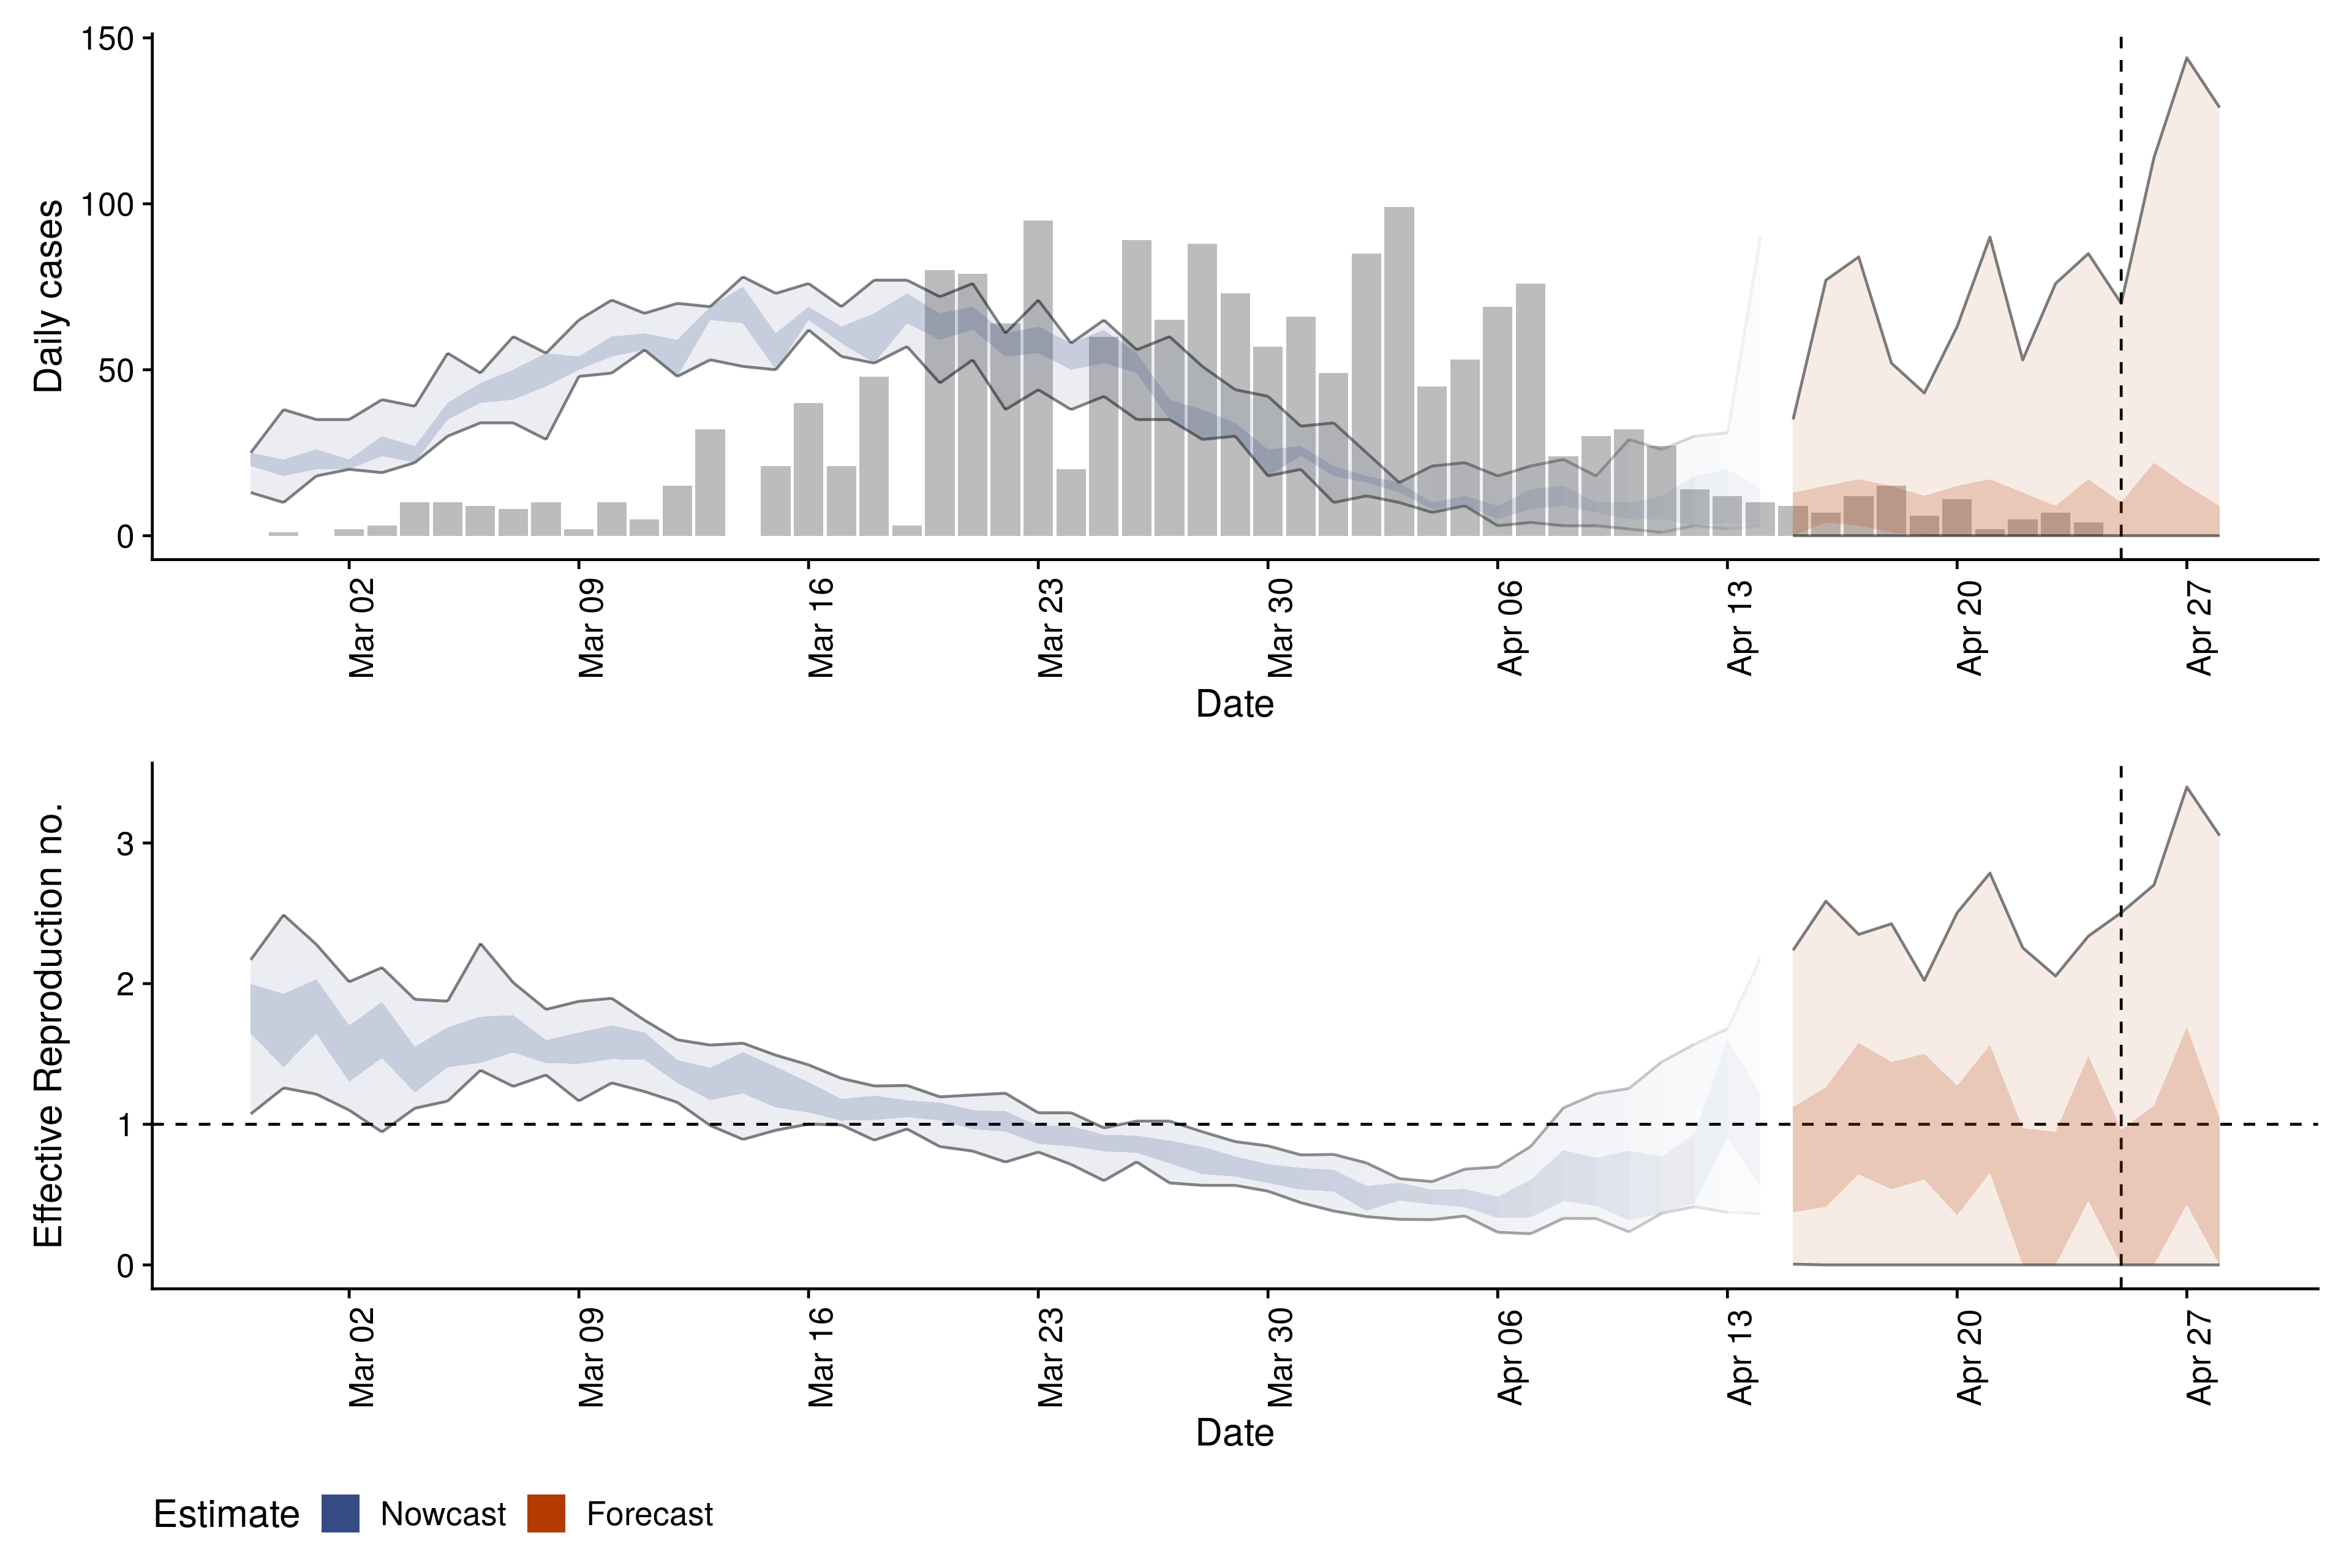 Daily cases
150
100
50
0
Mar 02
Mar 09
Mar 16
Mar 23
Mar 30
Apr 06
Apr 13
Apr 20
Apr 27
Date
Effective Reproduction no.
3
2
1
0
Mar 02
Mar 09
Mar 16
Mar 23
Mar 30
Apr 06
Apr 13
Apr 20
Apr 27
Date
Estimate Nowcast Forecast